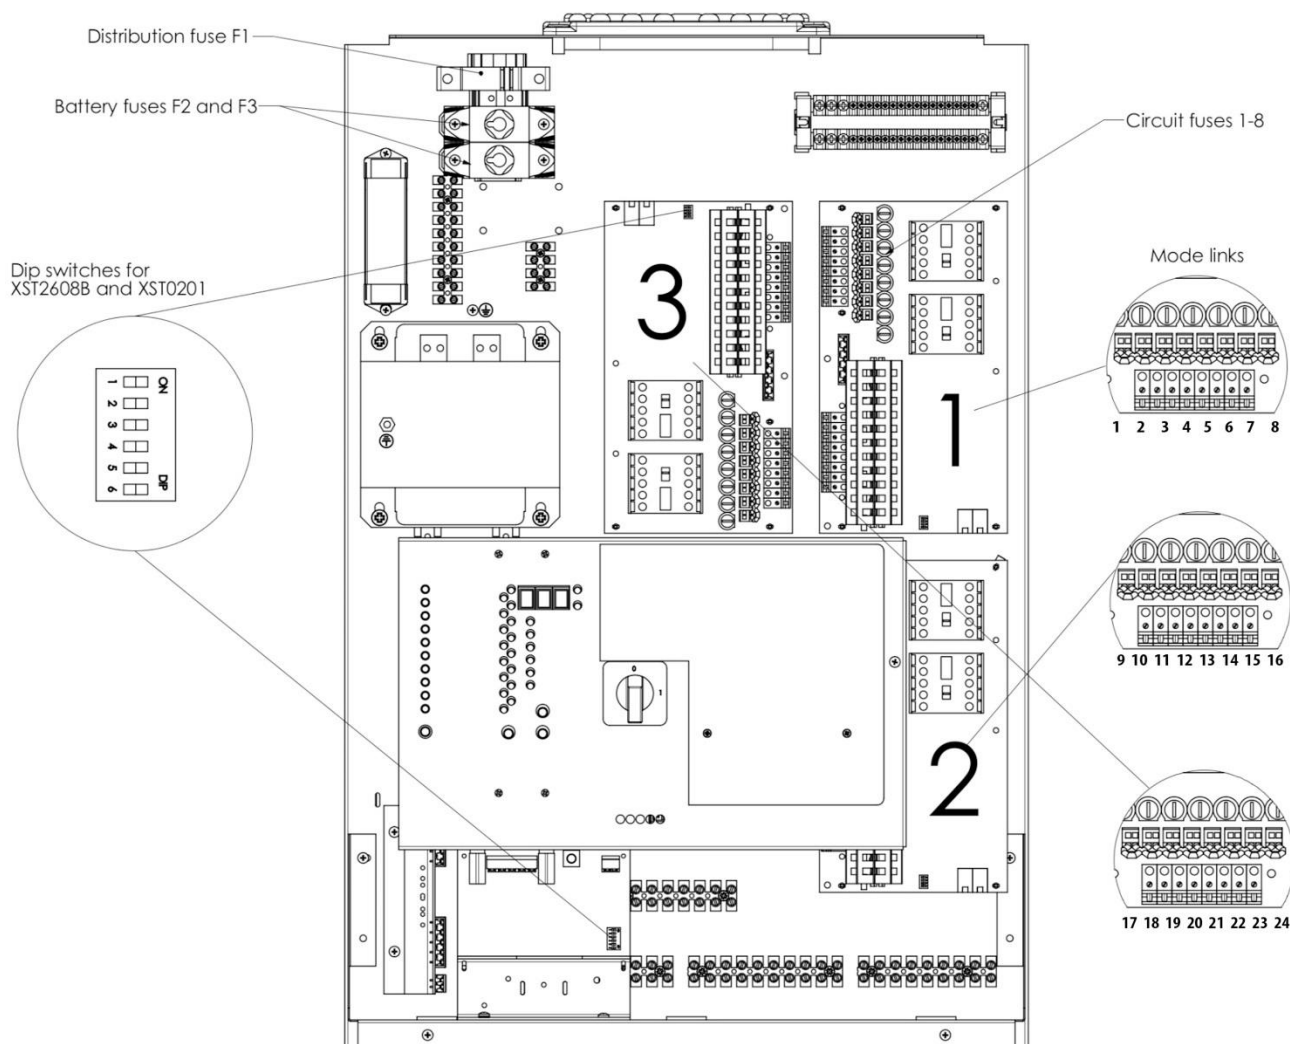 Distribution fuse F1
Battery fuses F2 and F3
Circuit fuses 1-8
Dip switches for
XST2608B and XST0201
ON
DIP
1
2
3
4
5
6
3
1
2
0
1
Mode links
1 2 3 4 5 6 7 8
9 10 11 12 13 14 15 16
17 18 19 20 21 22 23 24